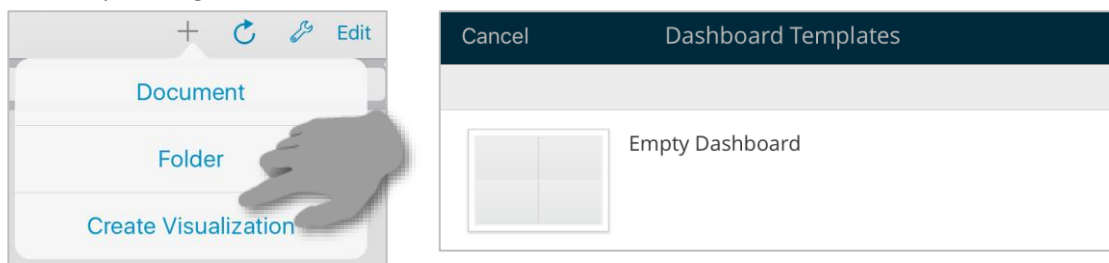 Edit
Document
Folder
Create Visualization
Cancel Dashboard Templates
Empty Dashboard